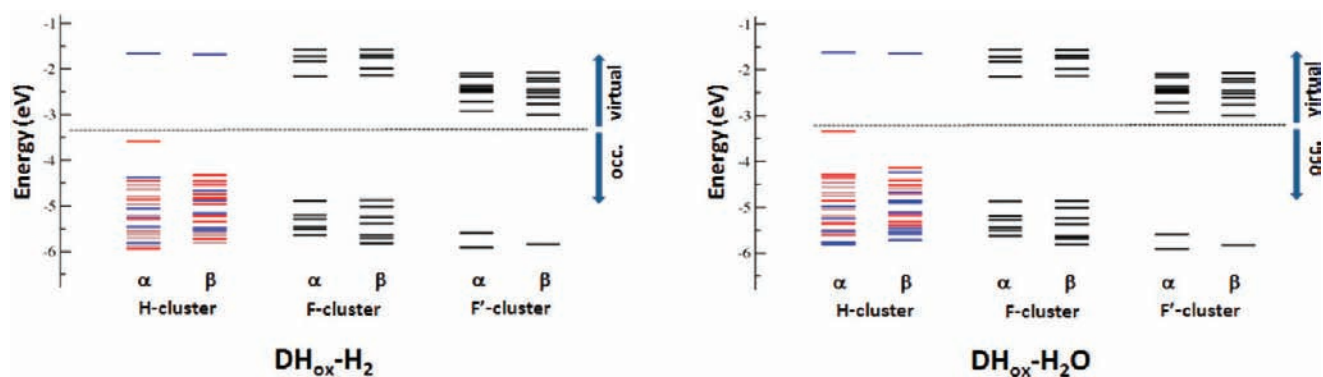 -1
-2
-3
-4
-5
-6
Energy (eV)
virtual
occ.
α β α β α β
H-cluster F-cluster F'-cluster
DHox-H2
-1
-2
-3
-4
-5
-6
Energy (eV)
virtual
occ.
α β α β α β
H-cluster F-cluster F'-cluster
DHox-H2O